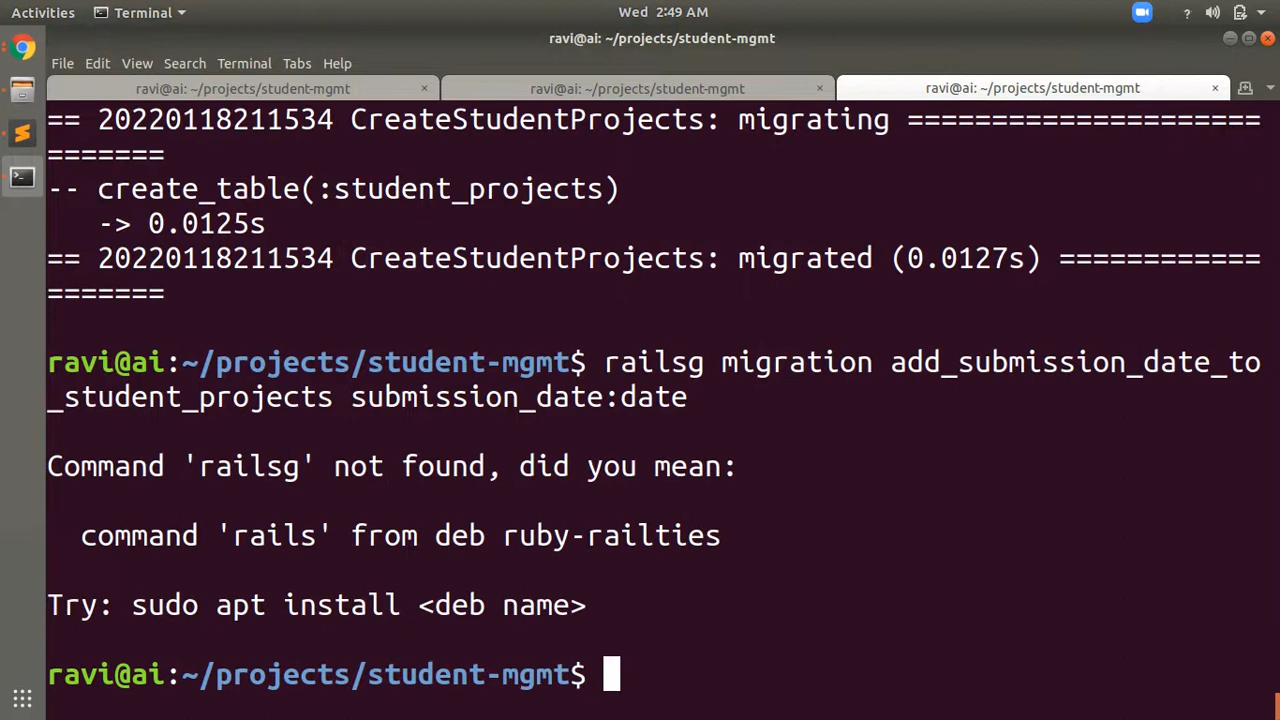 Activities Terminal Wed 2:49 AM ?
ravi@ai: ~/projects/student-mgmt
File Edit View Search Terminal Tabs Help
ravi@ai: ~/projects/student-mgmt × ravi@ai: ~/projects/student-mgmt × ravi@ai: ~/projects/student-mgmt ×
== 20220118211534 CreateStudentProjects: migrating =====================
=======
-- create_table(:student_projects)
   -> 0.0125s
== 20220118211534 CreateStudentProjects: migrated (0.0127s) ============
=======
ravi@ai:~/projects/student-mgmt$ railsg migration add_submission_date_to
_student_projects submission_date:date
Command 'railsg' not found, did you mean:
  command 'rails' from deb ruby-railties
Try: sudo apt install <deb name>
ravi@ai:~/projects/student-mgmt$